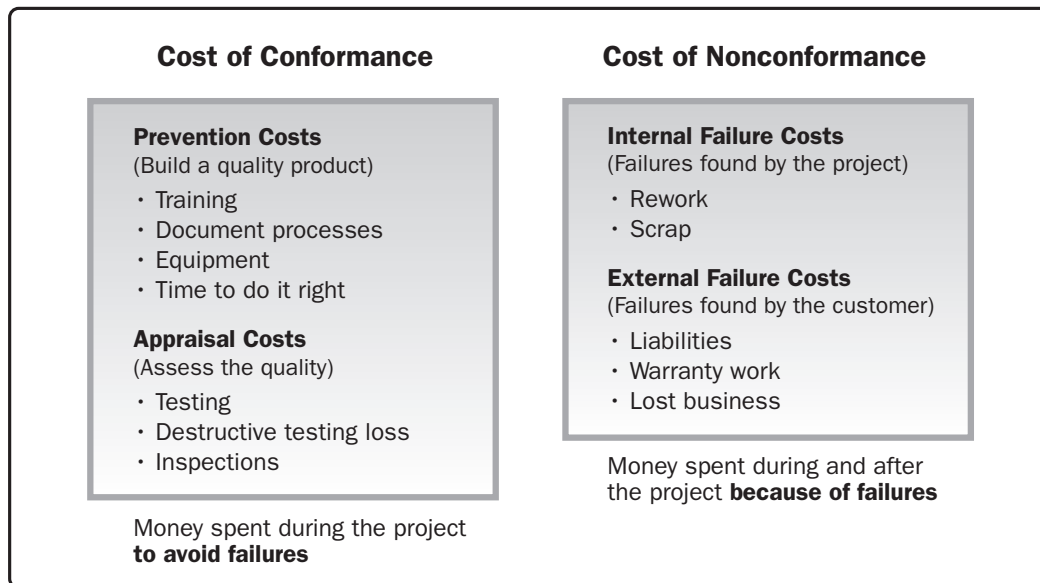 Cost of Conformance
Prevention Costs
(Build a quality product)
• Training
• Document processes
• Equipment
• Time to do it right
Appraisal Costs
(Assess the quality)
• Testing
• Destructive testing loss
• Inspections
Money spent during the project
to avoid failures
Cost of Nonconformance
Internal Failure Costs
(Failures found by the project)
• Rework
• Scrap
External Failure Costs
(Failures found by the customer)
• Liabilities
• Warranty work
• Lost business
Money spent during and after
the project because of failures